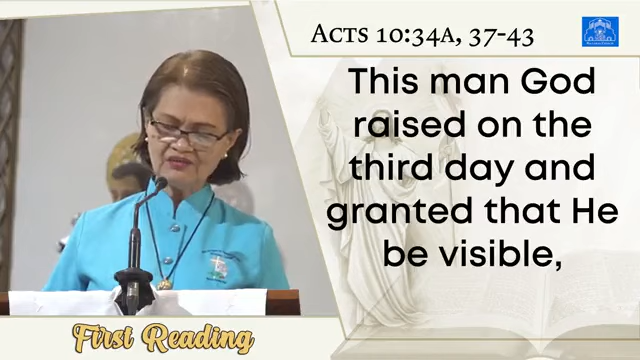 Acts 10:34a, 37-43
This man God
raised on the
third day and
granted that He
be visible,
First Reading